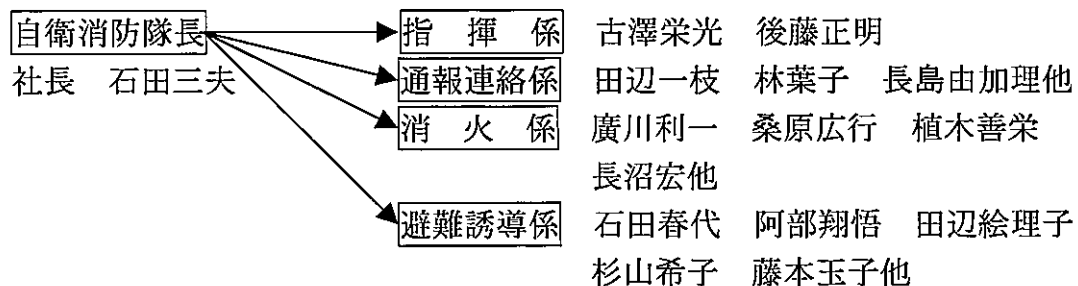 自衛消防隊長 指揮係 古澤栄光 後藤正明
社長 石田三夫 通報連絡係 田辺一枝 林葉子 長島由加理他
消火係 廣川利一 桑原広行 植木善栄
長沼宏他
避難誘導係 石田春代 阿部翔悟 田辺絵理子
杉山希子 藤本玉子他